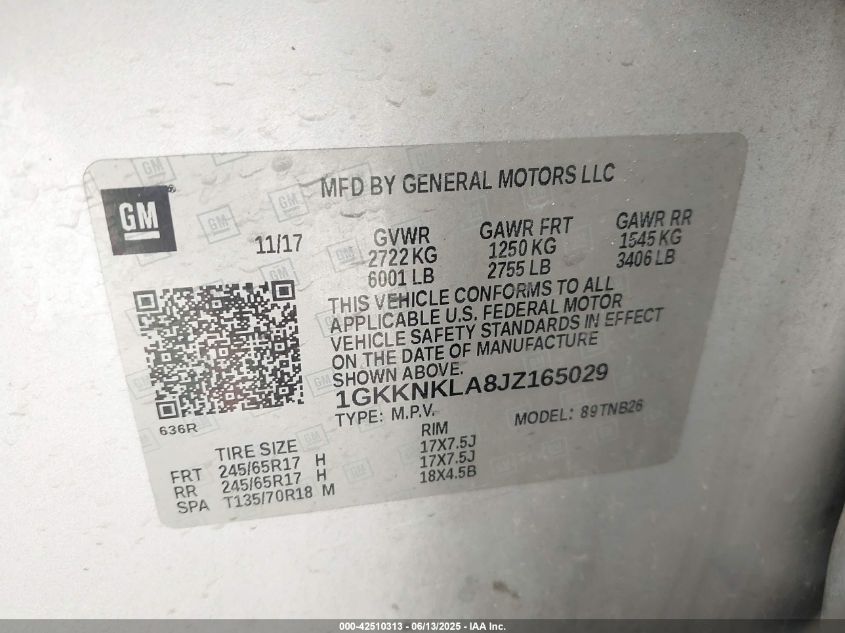 GM
MFD BY GENERAL MOTORS LLC
11/17
GVWR GAWR FRT GAWR RR
2722 KG 1250 KG 1545 KG
6001 LB 2755 LB 3406 LB
THIS VEHICLE CONFORMS TO ALL
APPLICABLE U.S. FEDERAL MOTOR
VEHICLE SAFETY STANDARDS IN EFFECT
ON THE DATE OF MANUFACTURE
SHOWN ABOVE.
1GKKNKLA8JZ165029
TYPE: M.P.V. MODEL: 89TNB26
636R
TIRE SIZE RIM
FRT 245/65R17 H 17X7.5J
RR 245/65R17 H 17X7.5J
SPA T135/70R18 M 18X4.5B
000-42510313 - 06/13/2025 - IAA Inc.